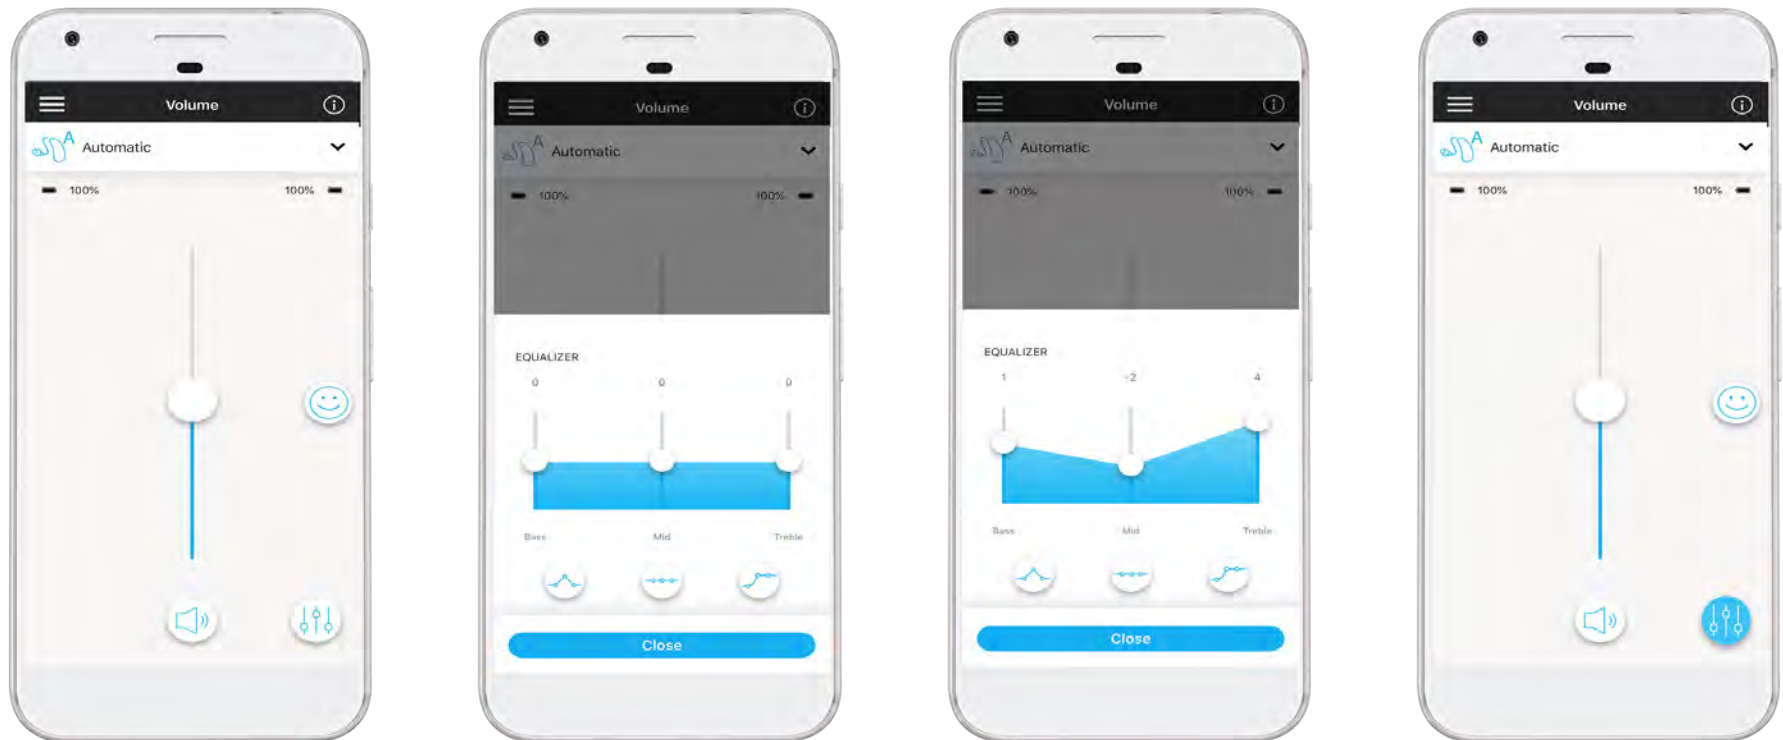 Volume
A Automatic
100% 100%
Volume
A Automatic
100% 100%
EQUALIZER
0 0 0
Bass Mid Treble
Close
Volume
A Automatic
100% 100%
EQUALIZER
1 -2 4
Bass Mid Treble
Close
Volume
A Automatic
100% 100%